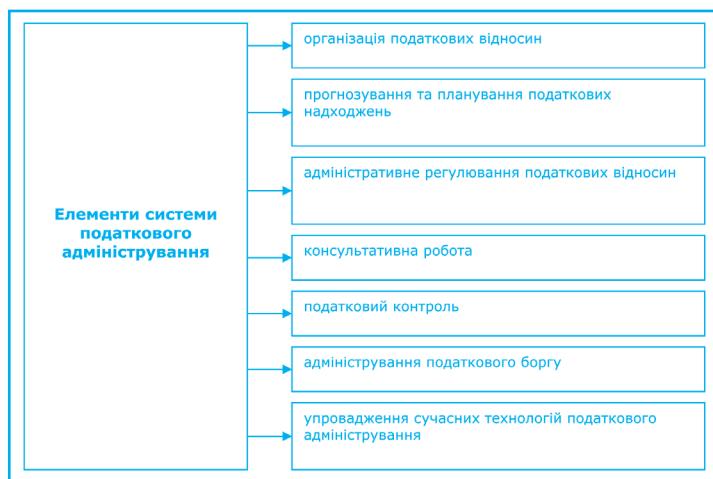 Елементи системи
податкового
адміністрування
організація податкових відносин
прогнозування та планування податкових
надходжень
адміністративне регулювання податкових відносин
консультативна робота
податковий контроль
адміністрування податкового боргу
упровадження сучасних технологій податкового
адміністрування